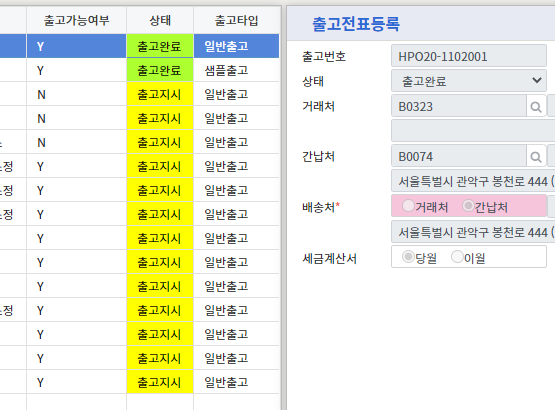 출고가능여부 상태 출고타입
Y 출고완료 일반출고
Y 출고완료 샘플출고
N 출고지시 일반출고
N 출고지시 일반출고
N 출고지시 일반출고
정 Y 출고지시 일반출고
정 Y 출고지시 일반출고
정 Y 출고지시 일반출고
Y 출고지시 일반출고
Y 출고지시 일반출고
Y 출고지시 일반출고
정 Y 출고지시 일반출고
Y 출고지시 일반출고
Y 출고지시 일반출고
Y 출고지시 일반출고
출고전표등록
출고번호 HPO20-1102001
상태 출고완료
거래처 B0323
간납처 B0074
서울특별시 관악구 봉천로 444 (
배송처* 거래처 간납처
서울특별시 관악구 봉천로 444 (
세금계산서 당월 이월